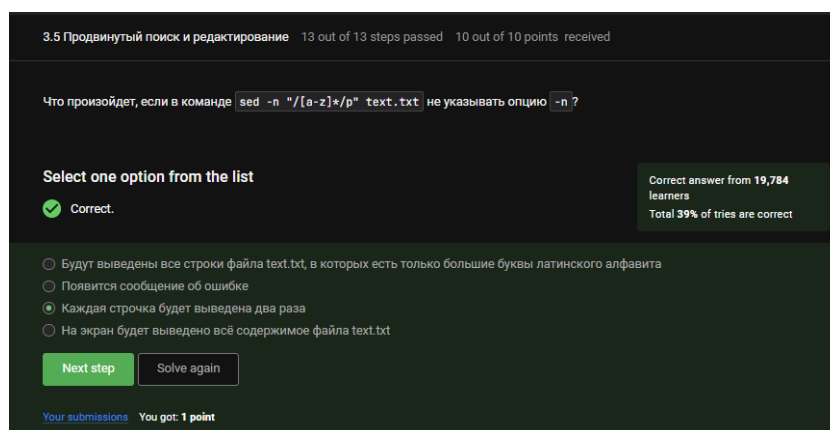 3.5 Продвинутый поиск и редактирование 13 out of 13 steps passed 10 out of 10 points received
Что произойдет, если в команде sed -n "/[a-z]*/p" text.txt не указывать опцию -n ?
Select one option from the list
Correct.
Correct answer from 19,784
learners
Total 39% of tries are correct
Будут выведены все строки файла text.txt, в которых есть только большие буквы латинского алфавита
Появится сообщение об ошибке
Каждая строчка будет выведена два раза
На экран будет выведено всё содержимое файла text.txt
Next step
Solve again
Your submissions You got: 1 point